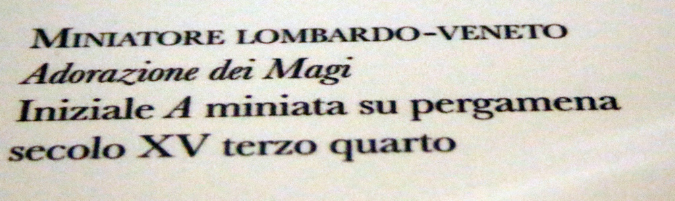 MINIATORE LOMBARDO-VENETO
Adorazione dei Magi
Iniziale A miniata su pergamena
secolo XV terzo quarto